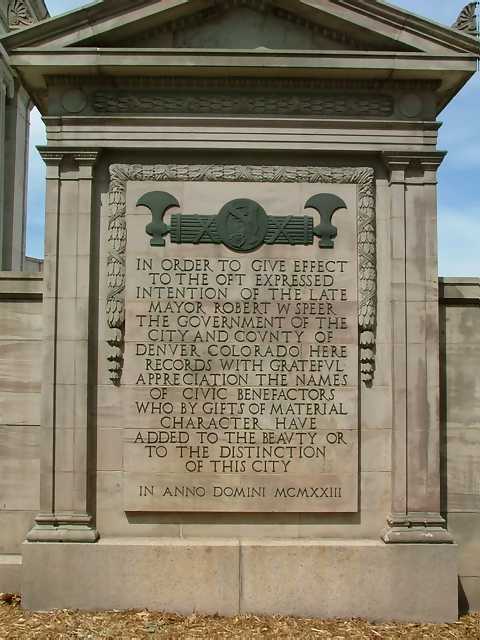 IN ORDER TO GIVE EFFECT
TO THE OFT EXPRESSED
INTENTION OF THE LATE
MAYOR ROBERT W SPEER
THE GOVERNMENT OF THE
CITY AND COUNTY OF
DENVER COLORADO HERE
RECORDS WITH GRATEFVL
APPRECIATION THE NAMES
OF CIVIC BENEFACTORS
WHO BY GIFTS OF MATERIAL
CHARACTER HAVE
ADDED TO THE BEAVTY OR
TO THE DISTINCTION
OF THIS CITY
IN ANNO DOMINI MCMXXIII